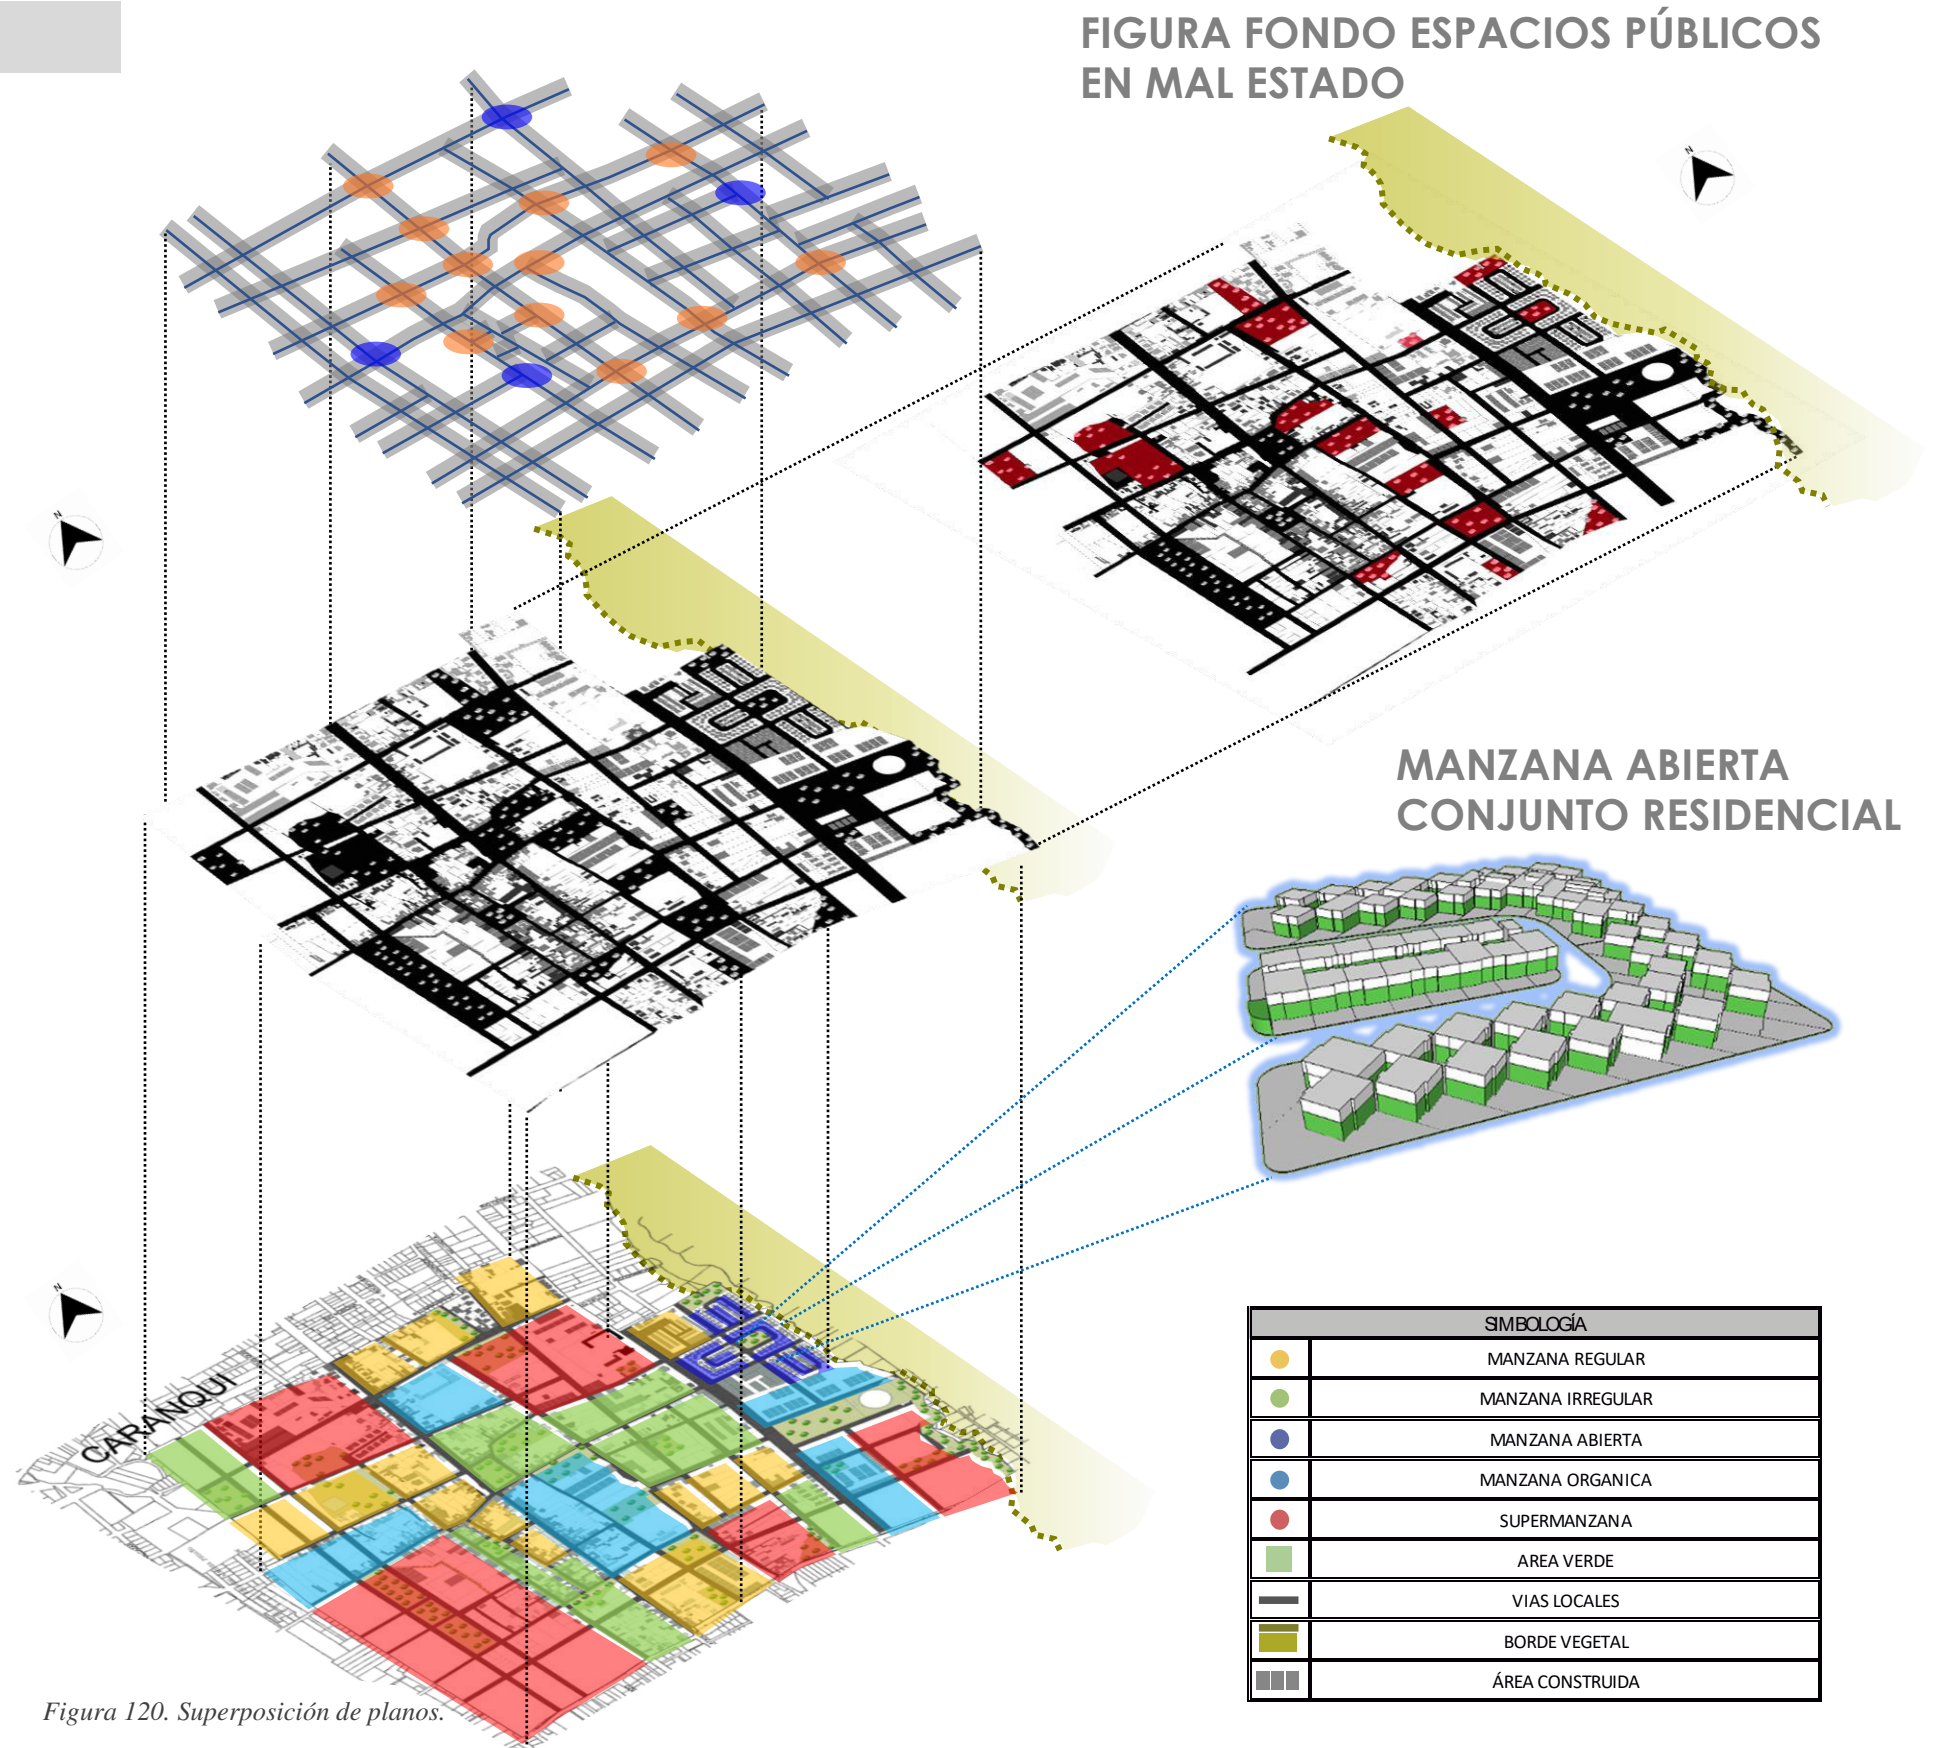 FIGURA FONDO ESPACIOS PÚBLICOS
EN MAL ESTADO
N
N
MANZANA ABIERTA
CONJUNTO RESIDENCIAL
N
CARANQUI
SIMBOLOGÍA
MANZANA REGULAR
MANZANA IRREGULAR
MANZANA ABIERTA
MANZANA ORGANICA
SUPERMANZANA
AREA VERDE
VIAS LOCALES
BORDE VEGETAL
ÁREA CONSTRUIDA
Figura 120. Superposición de planos.